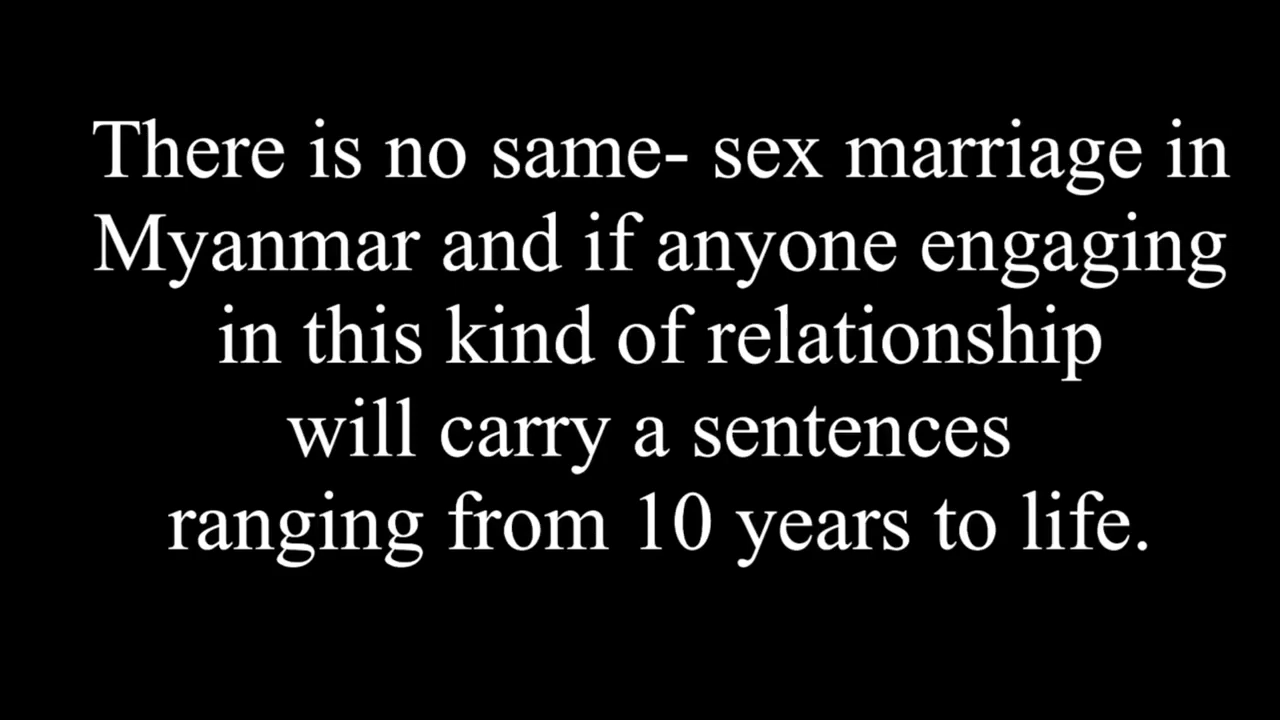 There is no same- sex marriage in
Myanmar and if anyone engaging
in this kind of relationship
will carry a sentences
ranging from 10 years to life.